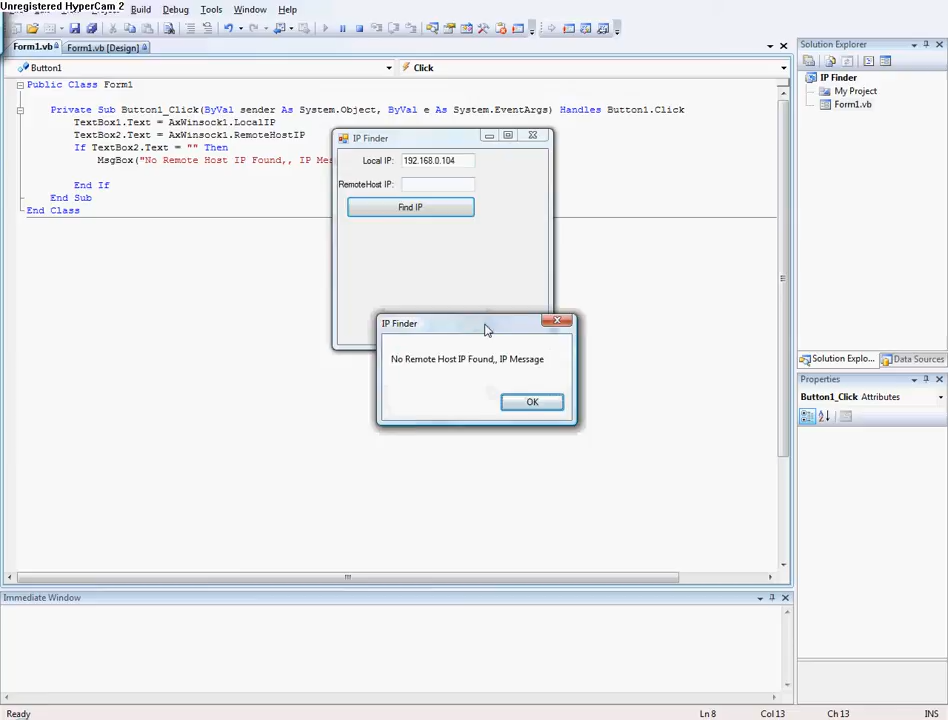 Unregistered HyperCam 2
Build Debug Tools Window Help
Form1.vb Form1.vb [Design]
Button1 Click
Public Class Form1
Private Sub Button1_Click(ByVal sender As System.Object, ByVal e As System.EventArgs) Handles Button1.Click
TextBox1.Text = AxWinsock1.LocalIP
TextBox2.Text = AxWinsock1.RemoteHostIP
If TextBox2.Text = "" Then
MsgBox("No Remote Host IP Found,, IP Mes
End If
End Sub
End Class
IP Finder
Local IP: 192.168.0.104
RemoteHost IP:
Find IP
IP Finder
No Remote Host IP Found,, IP Message
OK
Solution Explorer
IP Finder
My Project
Form1.vb
Solution Explo... Data Sources
Properties
Button1_Click Attributes
Immediate Window
Ready Ln 8 Col 13 Ch 13 INS